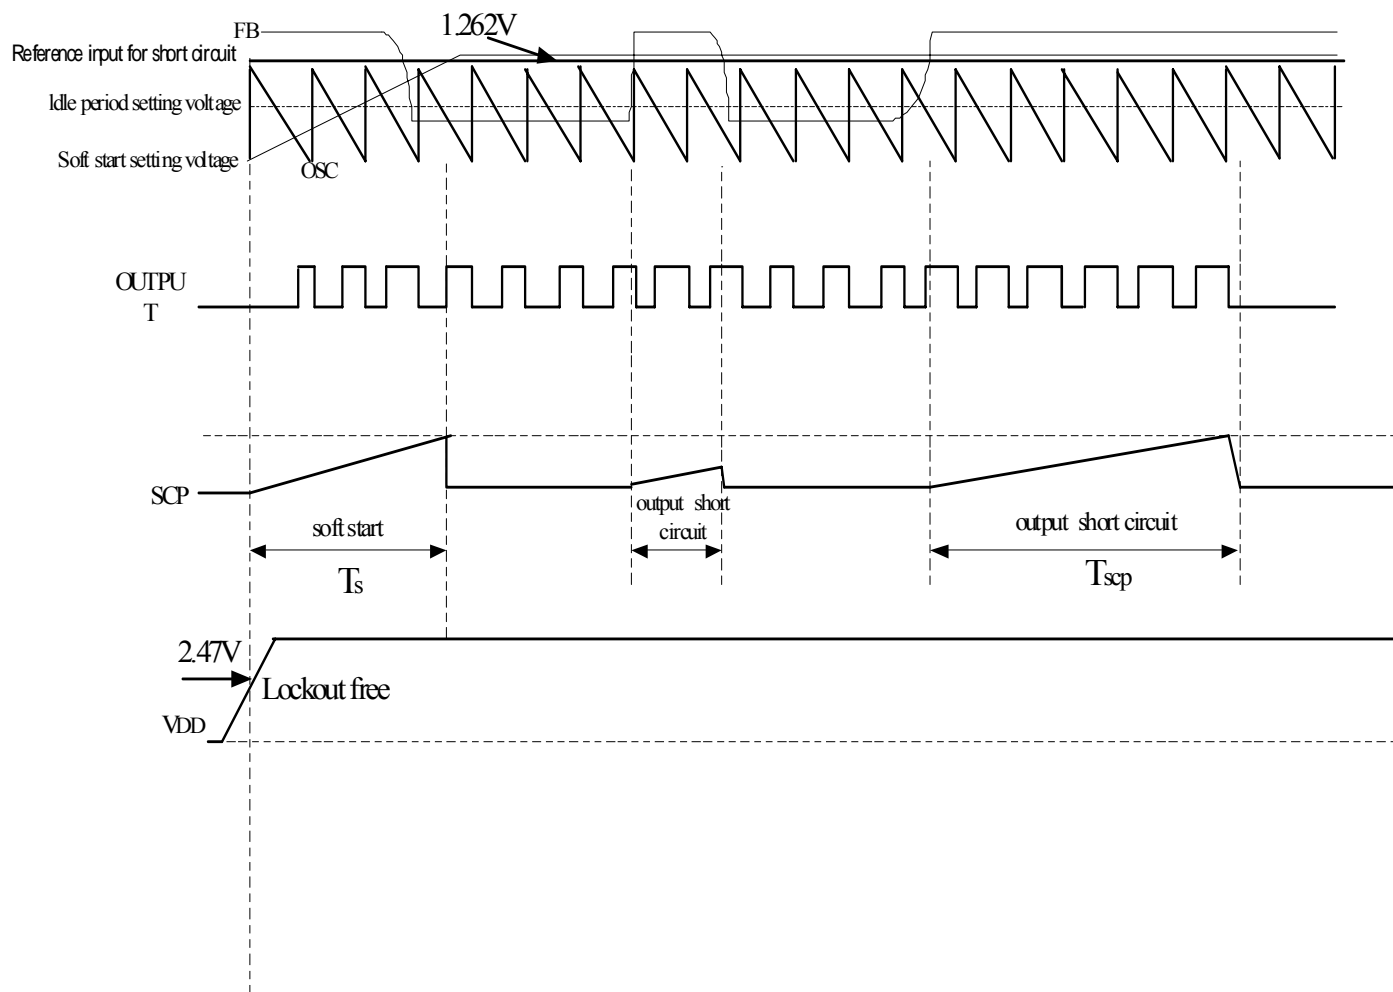 FB
1.262V
Reference input for short circuit
Idle period setting voltage
Soft start setting voltage
OSC
OUTPU
T
SCP
soft start
Ts
output short
circuit
output short circuit
Tscp
2.47V
Lockout free
VDD